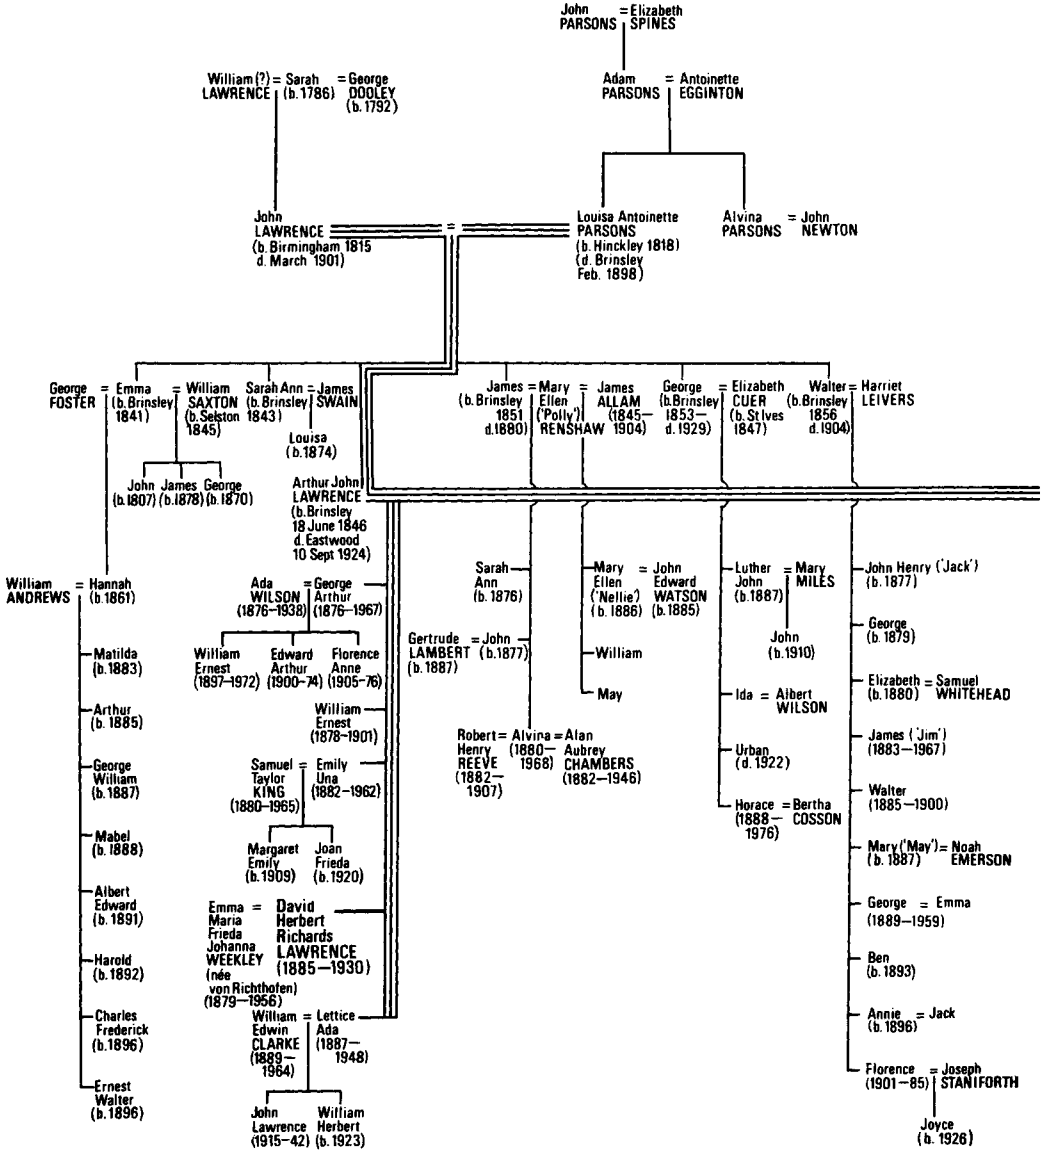 John = Elizabeth
PARSONS SPINES
William (?) = Sarah = George
LAWRENCE (b. 1786) DOOLEY
(b. 1792)
Adam = Antoinette
PARSONS EGGINTON
John
LAWRENCE
(b. Birmingham 1815
d. March 1901)
=
Louisa Antoinette
PARSONS
(b. Hinckley 1818)
(d. Brinsley
Feb. 1898)
Alvina = John
PARSONS NEWTON
George = Emma = William
FOSTER (b. Brinsley SAXTON
1841) (b. Selston
1845)
Sarah Ann = James
(b. Brinsley SWAIN
1843)
Louisa
(b. 1874)
James = Mary = James
(b. Brinsley Ellen ALLAM
1851 ('Polly') (1845—
d. 1880) RENSHAW 1904)
George = Elizabeth
(b. Brinsley CUER
1853— (b. St Ives
d. 1929) 1847)
Walter = Harriet
(b. Brinsley LEIVERS
1856
d. 1904)
John James George
(b. 1807) (b. 1878) (b. 1870)
Arthur John
LAWRENCE
(b. Brinsley
18 June 1846
d. Eastwood
10 Sept 1924)
William = Hannah
ANDREWS (b. 1861)
Matilda
(b. 1883)
Arthur
(b. 1885)
George
William
(b. 1887)
Mabel
(b. 1888)
Albert
Edward
(b. 1891)
Harold
(b. 1892)
Charles
Frederick
(b. 1896)
Ernest
Walter
(b. 1896)
Ada = George
WILSON Arthur
(1876–1938) (1876–1967)
William Edward Florence
Ernest Arthur Anne
(1897–1972) (1900–74) (1905–76)
William
Ernest
(1878–1901)
Samuel = Emily
Taylor Una
KING (1882–1962)
(1880–1965)
Margaret Joan
Emily Frieda
(b. 1909) (b. 1920)
Emma = David
Maria Herbert
Frieda Richards
Johanna LAWRENCE
WEEKLEY (1885—1930)
(née
von Richthofen)
(1879—1956)
William = Lettice
Edwin Ada
CLARKE (1887—
(1889— 1948)
1964)
John William
Lawrence Herbert
(1915–42) (b. 1923)
Sarah
Ann
(b. 1876)
Gertrude = John
LAMBERT (b. 1877)
(b. 1887)
Robert = Alvina = Alan
Henry (1880— Aubrey
REEVE 1968) CHAMBERS
(1882— (1882–1946)
1907)
Mary = John
Ellen Edward
('Nellie') WATSON
(b. 1886) (b. 1885)
William
May
Luther = Mary
John MILES
(b. 1887)
John
(b. 1910)
Ida = Albert
WILSON
Urban
(d. 1922)
Horace = Bertha
(1888— COSSON
1976)
John Henry ('Jack')
(b. 1877)
George
(b. 1879)
Elizabeth = Samuel
(b. 1880) WHITEHEAD
James ('Jim')
(1883—1967)
Walter
(1885—1900)
Mary ('May') = Noah
(b. 1887) EMERSON
George = Emma
(1889–1959)
Ben
(b. 1893)
Annie = Jack
(b. 1896)
Florence = Joseph
(1901—85) STANIFORTH
Joyce
(b. 1926)